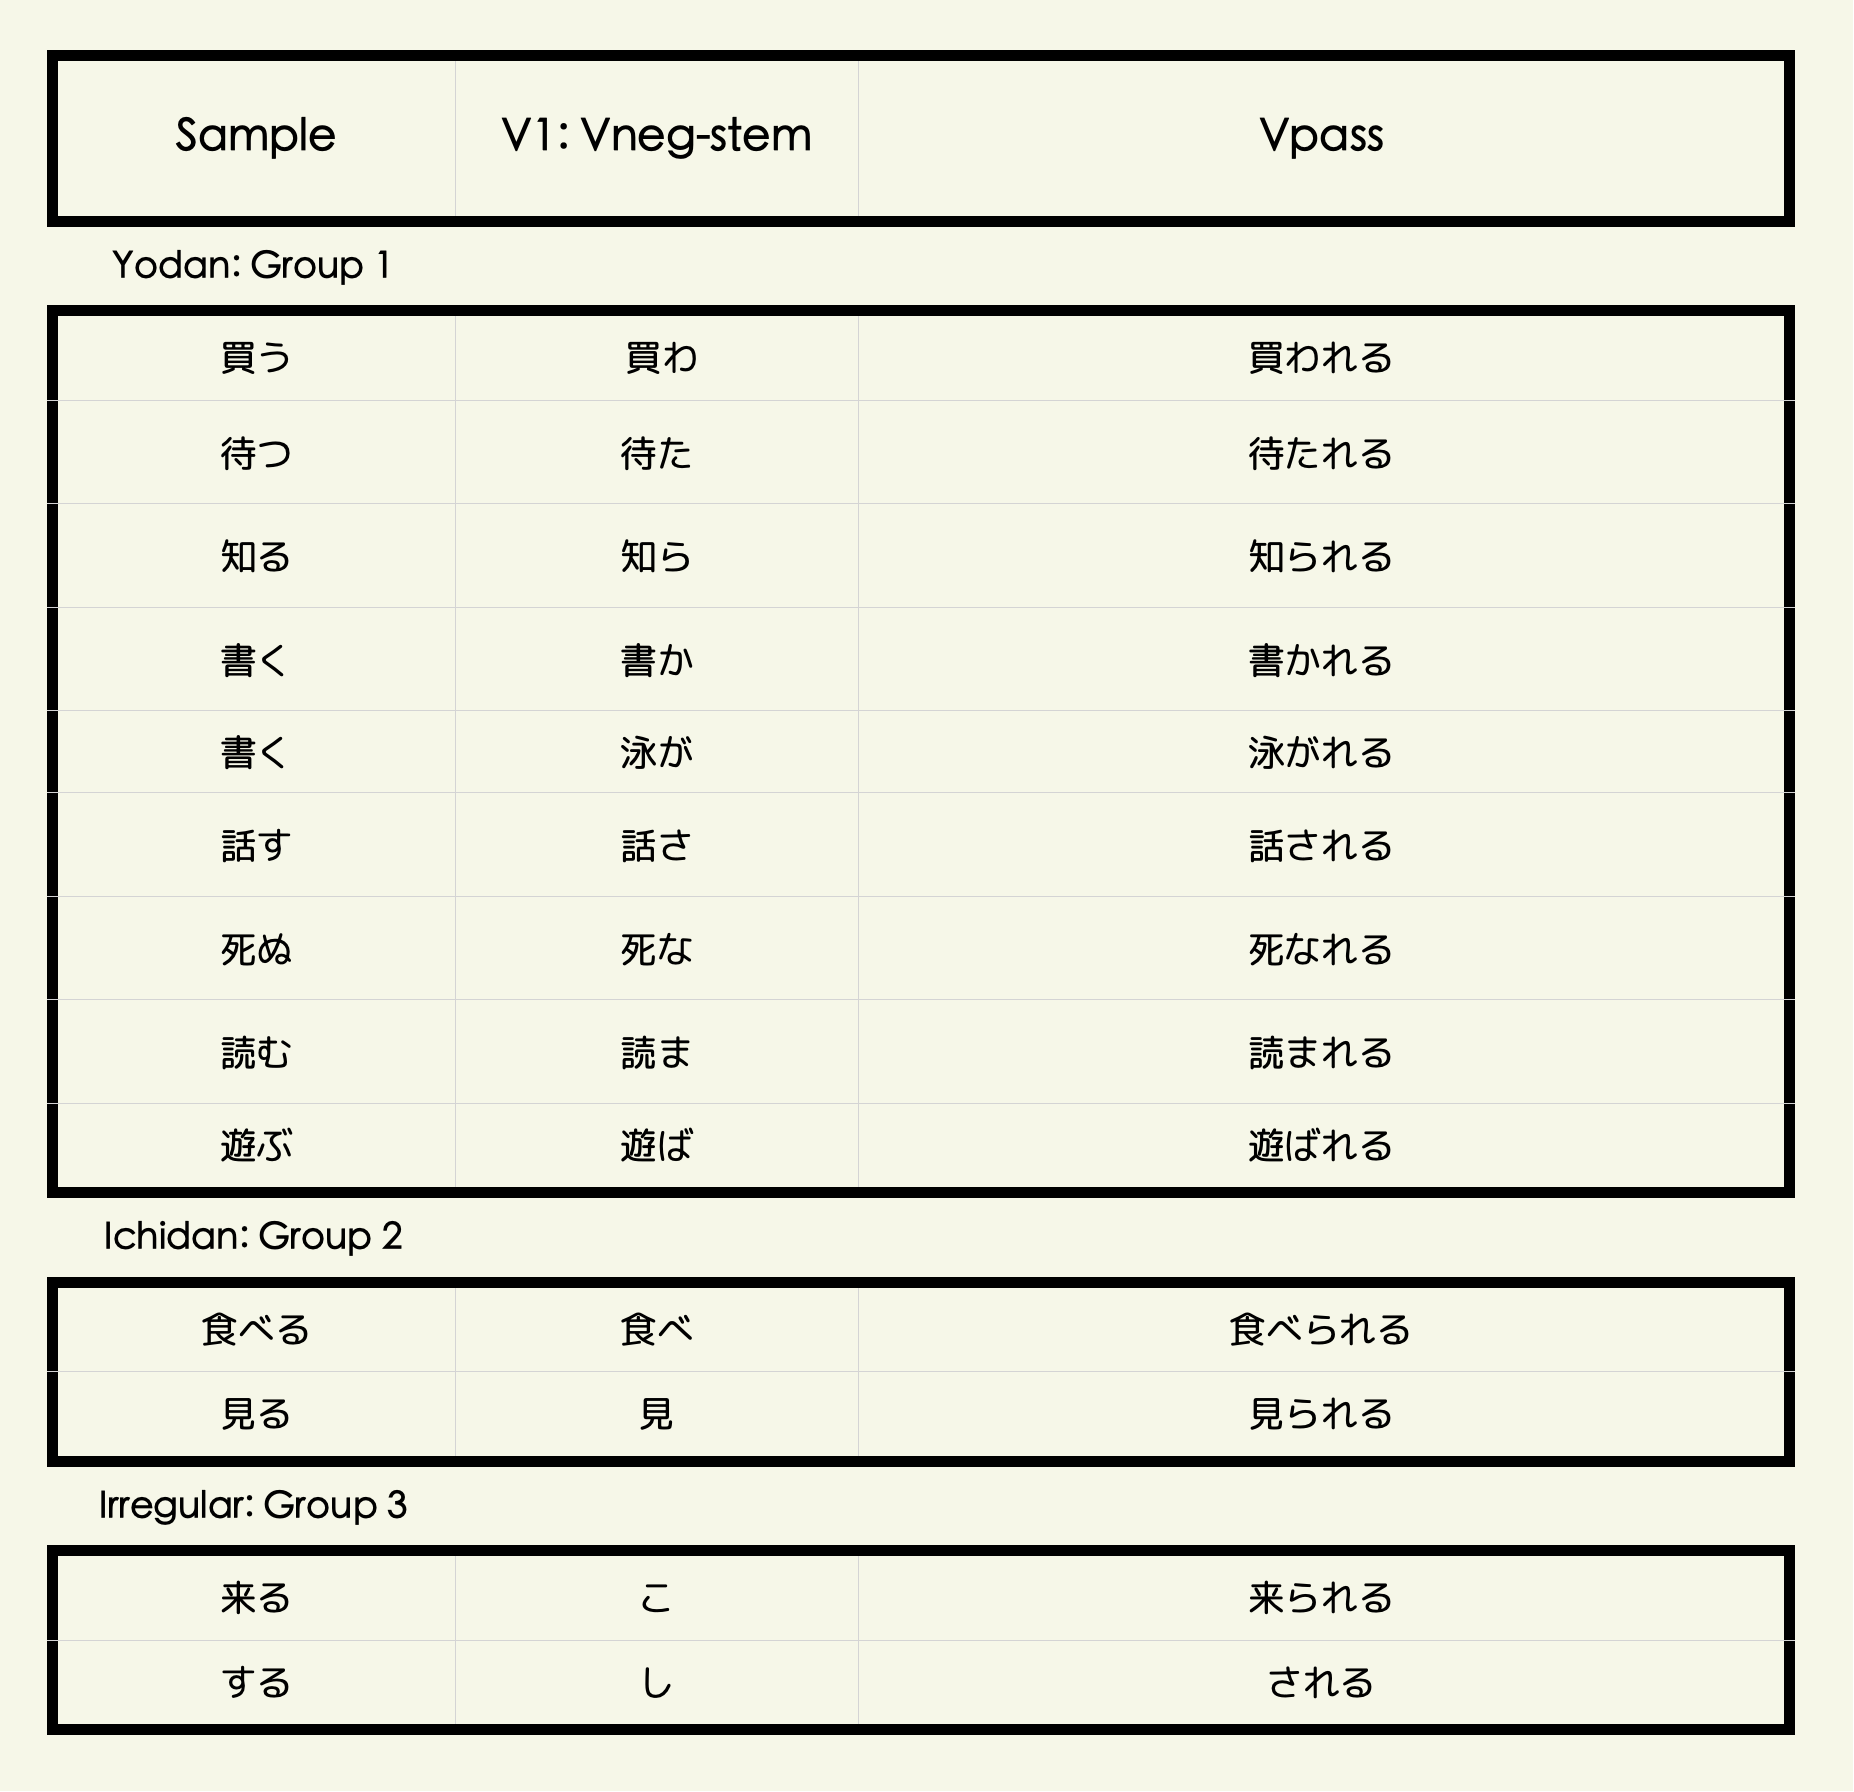 Sample V1: Vneg-stem Vpass
Yodan: Group 1
買う 買わ 買われる
待つ 待た 待たれる
知る 知ら 知られる
書く 書か 書かれる
書く 泳が 泳がれる
話す 話さ 話される
死ぬ 死な 死なれる
読む 読ま 読まれる
遊ぶ 遊ば 遊ばれる
Ichidan: Group 2
食べる 食べ 食べられる
見る 見 見られる
Irregular: Group 3
来る こ 来られる
する し される